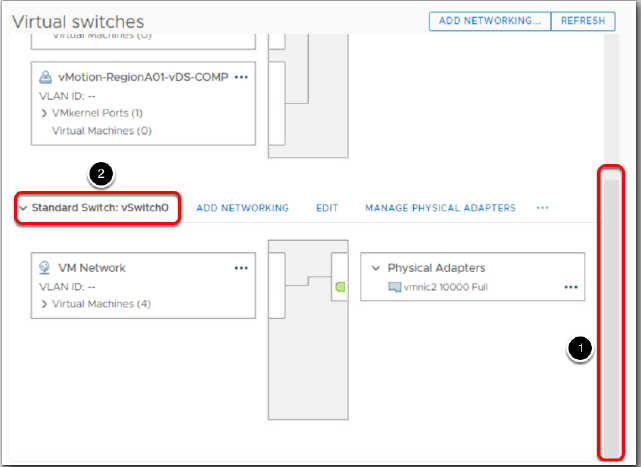 Virtual switches
ADD NETWORKING... REFRESH
Virtual Machines (0)
vMotion-RegionA01-vDS-COMP •••
VLAN ID: --
VMkernel Ports (1)
Virtual Machines (0)
2
Standard Switch: vSwitch0 ADD NETWORKING EDIT MANAGE PHYSICAL ADAPTERS •••
VM Network •••
VLAN ID: --
Virtual Machines (4)
Physical Adapters
vmnic2 10000 Full •••
1